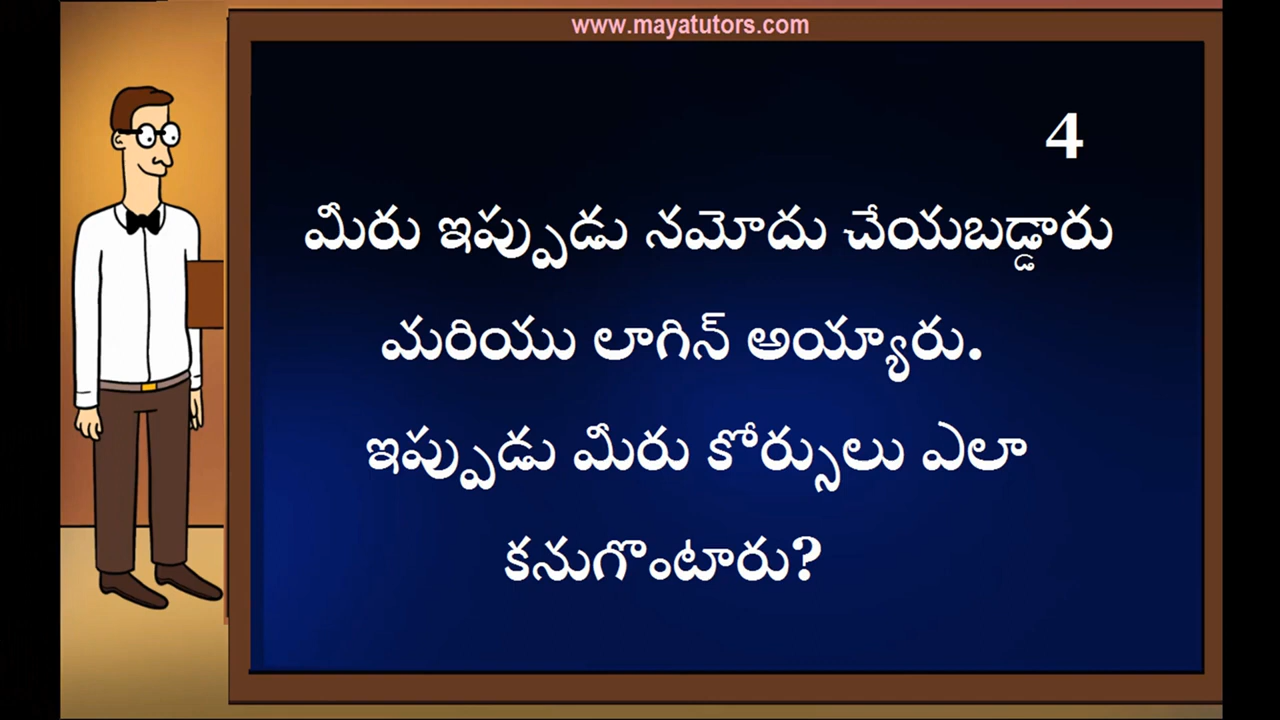 www.mayatutors.com
4
మీరు ఇప్పుడు నమోదు చేయబడ్డారు
మరియు లాగిన్ అయ్యారు.
ఇప్పుడు మీరు కోర్సులు ఎలా
కనుగొంటారు?